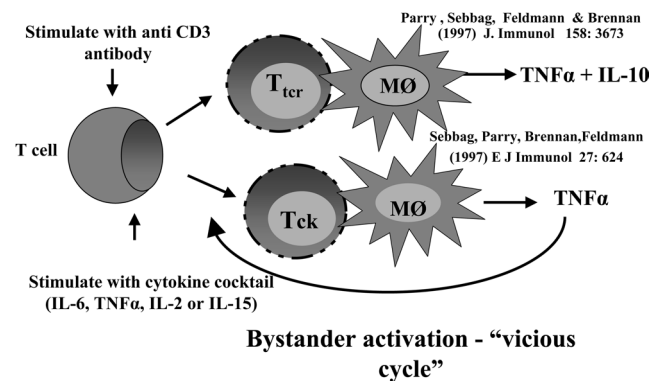 Stimulate with anti CD3
antibody
Parry , Sebbag, Feldmann & Brennan
(1997) J. Immunol 158: 3673
T cell
Ttcr
MØ
TNFα + IL-10
Sebbag, Parry, Brennan,Feldmann
(1997) E J Immunol 27: 624
Tck
MØ
TNFα
Stimulate with cytokine cocktail
(IL-6, TNFα, IL-2 or IL-15)
Bystander activation - “vicious
cycle”